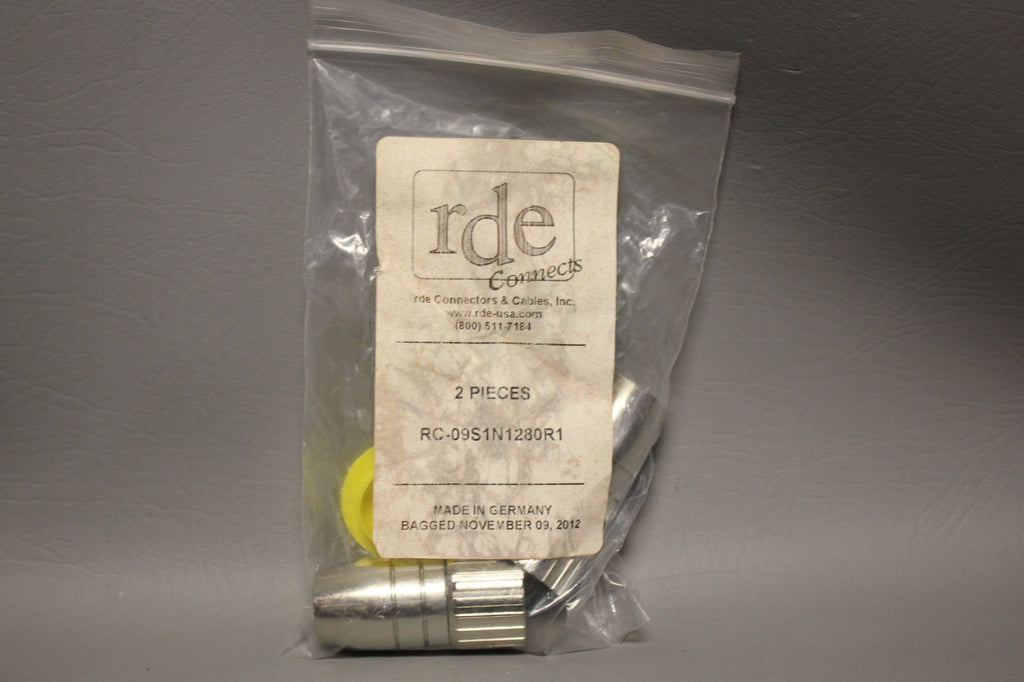 rde
Connects
rde Connectors & Cables, Inc.
www.rde-usa.com
(800) 511-7184
2 PIECES
RC-09S1N1280R1
MADE IN GERMANY
BAGGED NOVEMBER 09, 2012